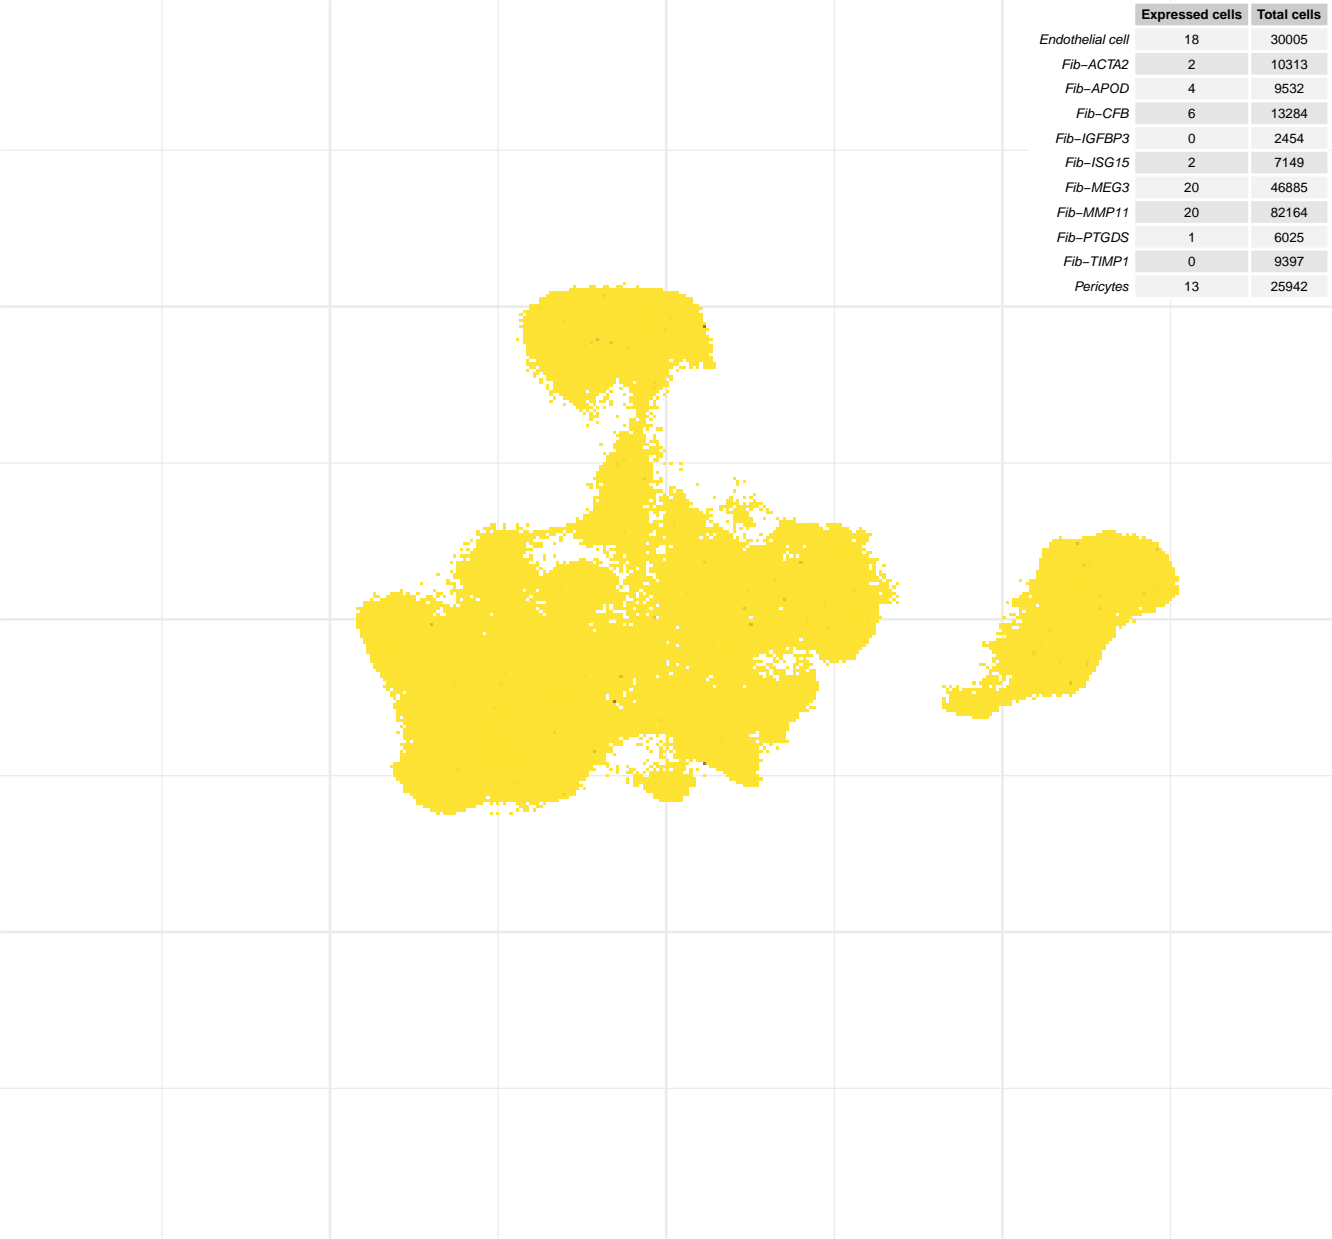 Expressed cells Total cells
Endothelial cell 18 30005
Fib−ACTA2 2 10313
Fib−APOD 4 9532
Fib−CFB 6 13284
Fib−IGFBP3 0 2454
Fib−ISG15 2 7149
Fib−MEG3 20 46885
Fib−MMP11 20 82164
Fib−PTGDS 1 6025
Fib−TIMP1 0 9397
Pericytes 13 25942